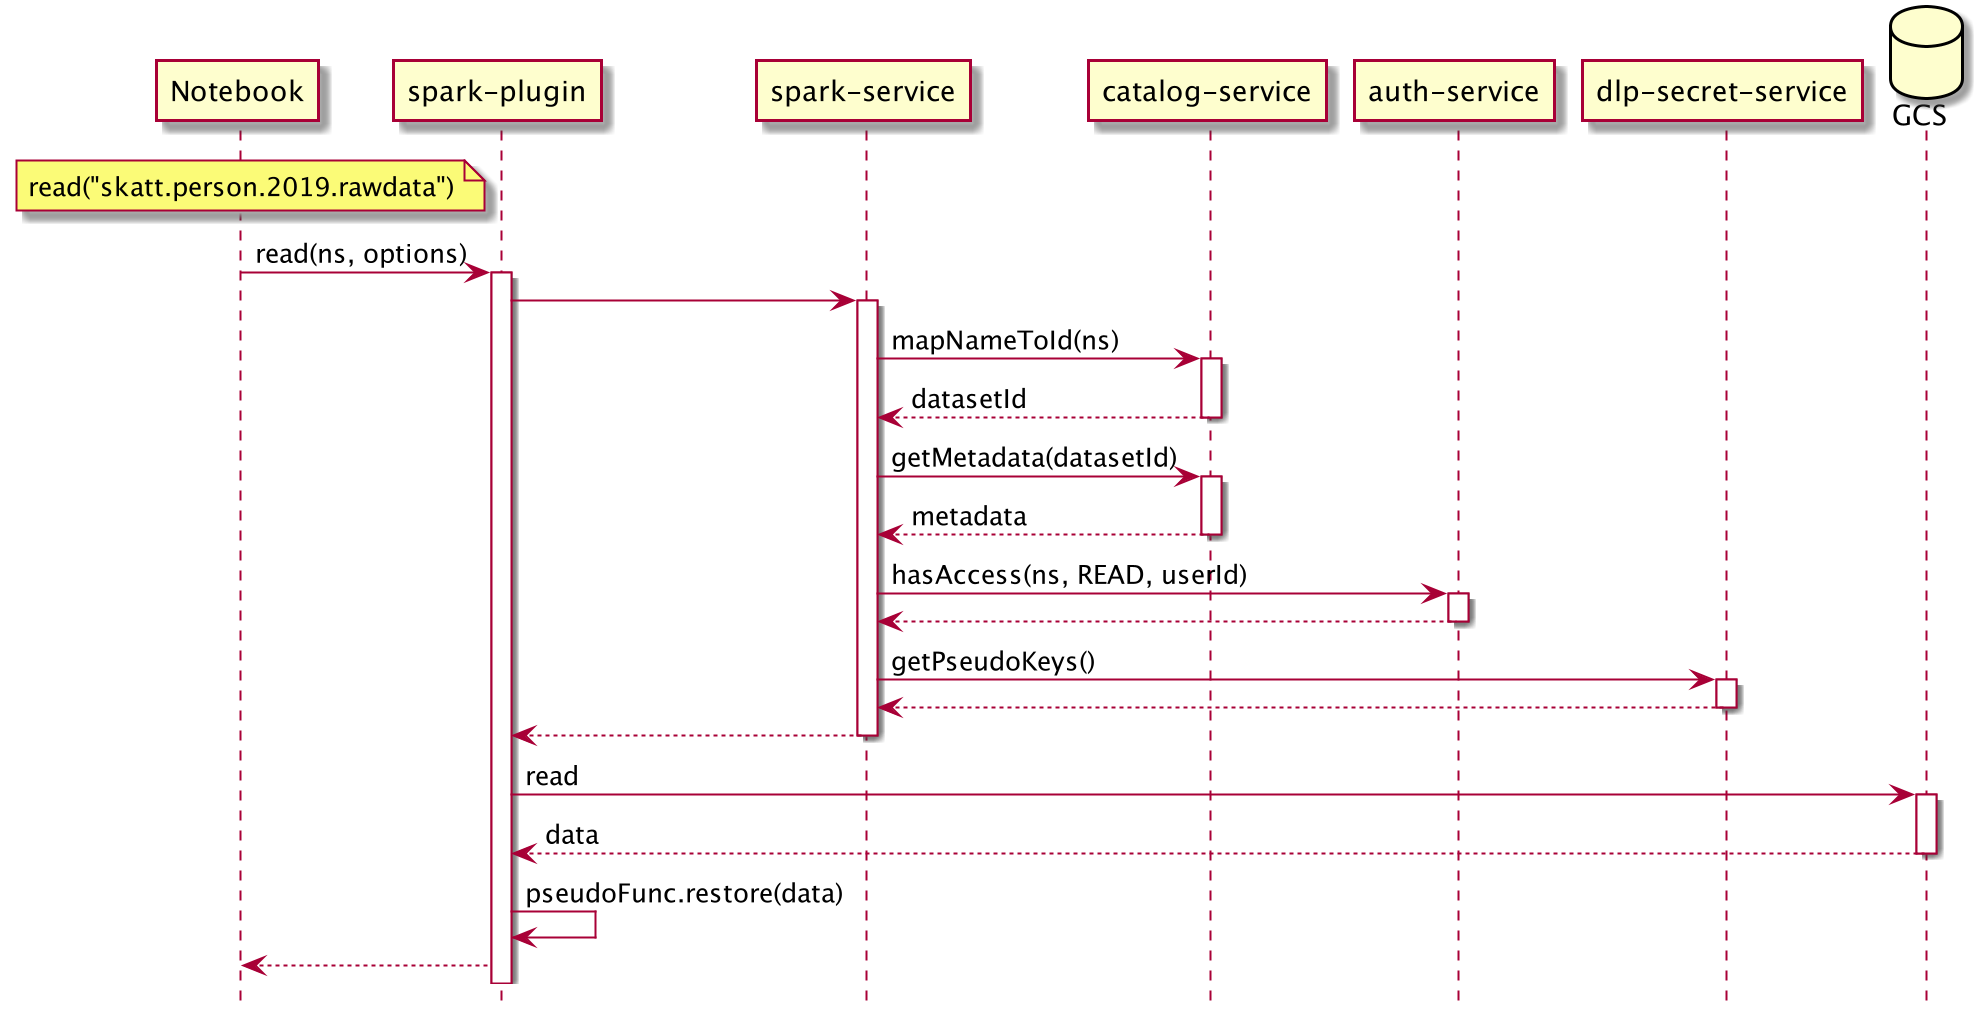 Notebook
spark-plugin
spark-service
catalog-service
auth-service
dlp-secret-service
GCS
read("skatt.person.2019.rawdata")
read(ns, options)
mapNameToId(ns)
datasetId
getMetadata(datasetId)
metadata
hasAccess(ns, READ, userId)
getPseudoKeys()
read
data
pseudoFunc.restore(data)